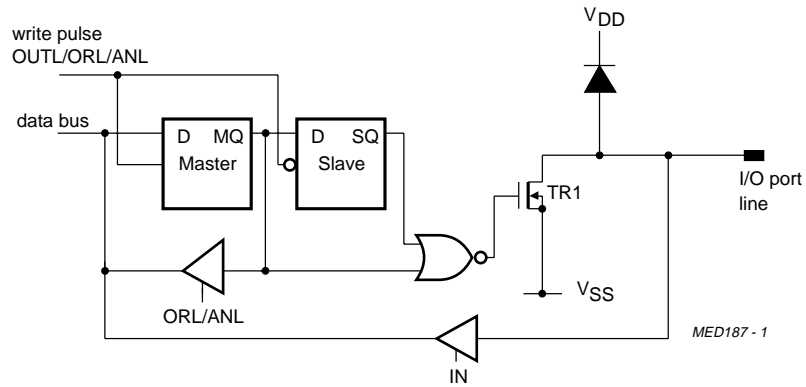 write pulse
OUTL/ORL/ANL
VDD
data bus
D MQ
Master
D SQ
Slave
TR1
I/O port
line
ORL/ANL
VSS
MED187 - 1
IN